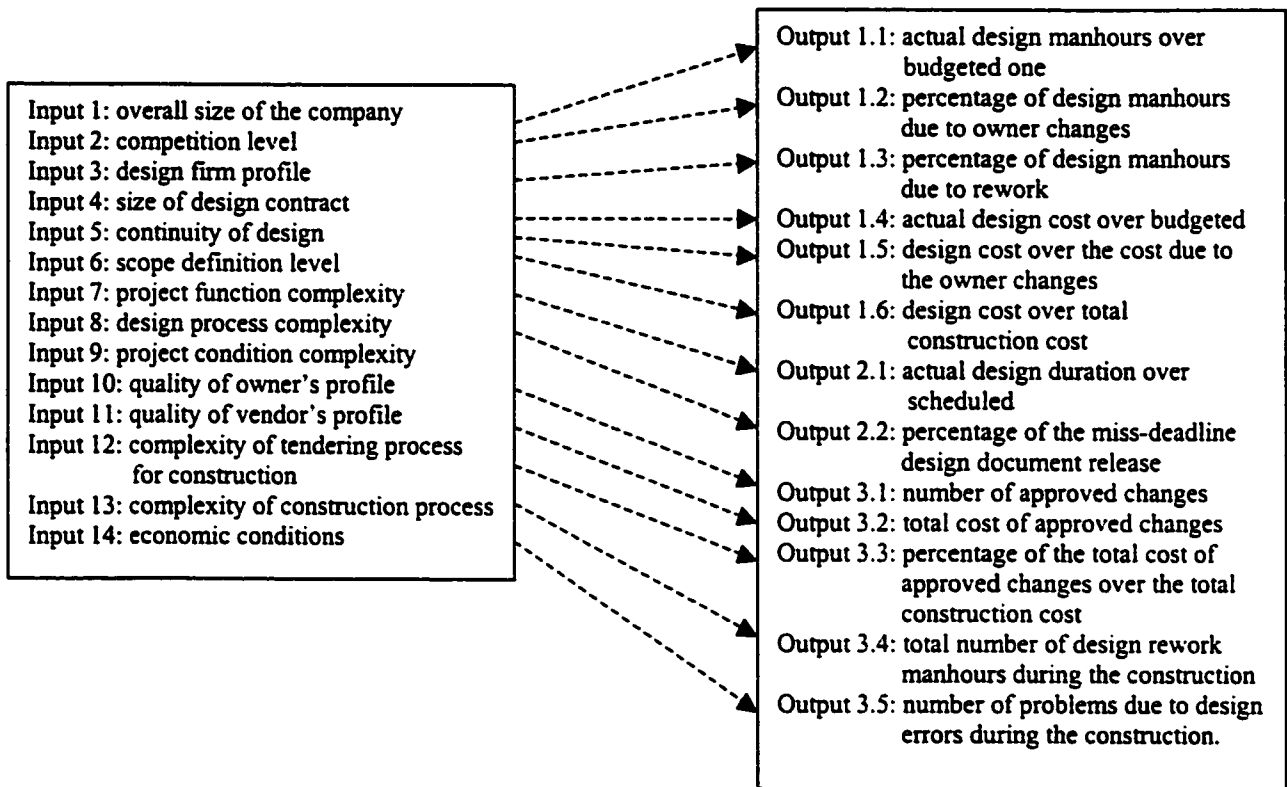 Input 1: overall size of the company
Input 2: competition level
Input 3: design firm profile
Input 4: size of design contract
Input 5: continuity of design
Input 6: scope definition level
Input 7: project function complexity
Input 8: design process complexity
Input 9: project condition complexity
Input 10: quality of owner's profile
Input 11: quality of vendor's profile
Input 12: complexity of tendering process
for construction
Input 13: complexity of construction process
Input 14: economic conditions
Output 1.1: actual design manhours over
budgeted one
Output 1.2: percentage of design manhours
due to owner changes
Output 1.3: percentage of design manhours
due to rework
Output 1.4: actual design cost over budgeted
Output 1.5: design cost over the cost due to
the owner changes
Output 1.6: design cost over total
construction cost
Output 2.1: actual design duration over
scheduled
Output 2.2: percentage of the miss-deadline
design document release
Output 3.1: number of approved changes
Output 3.2: total cost of approved changes
Output 3.3: percentage of the total cost of
approved changes over the total
construction cost
Output 3.4: total number of design rework
manhours during the construction
Output 3.5: number of problems due to design
errors during the construction.